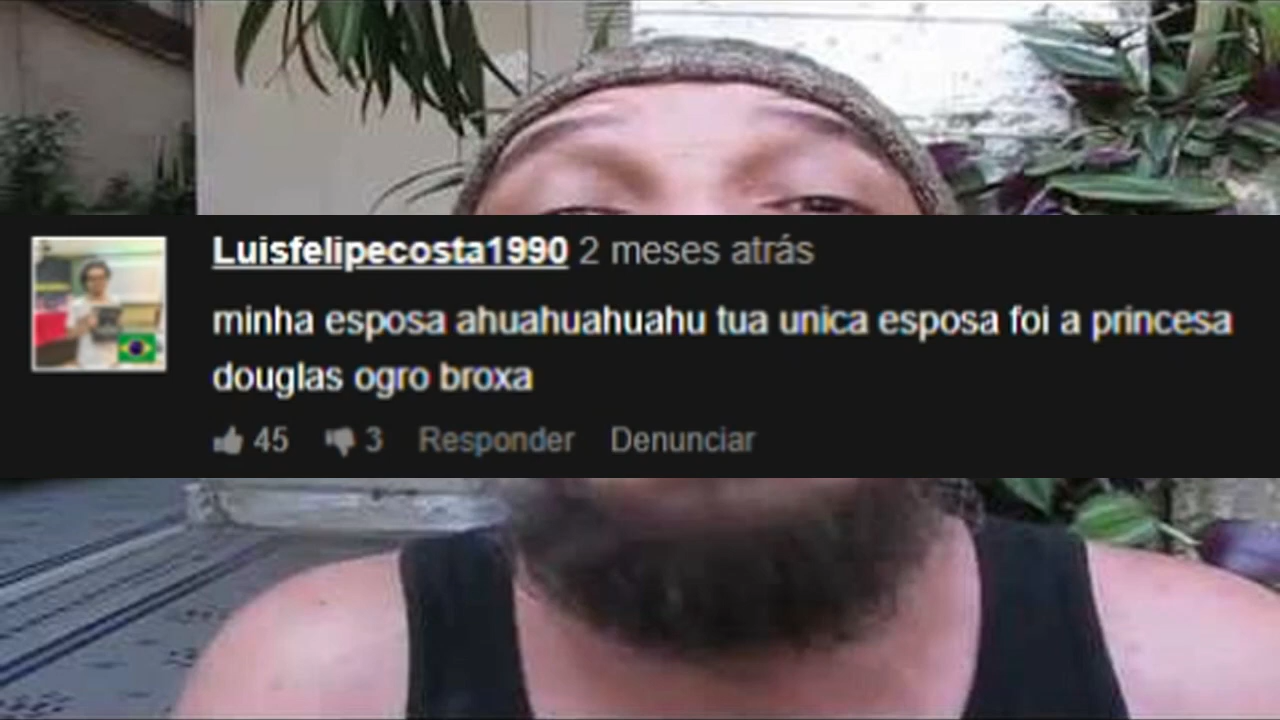 Luisfelipecosta1990 2 meses atrás
minha esposa ahuahuahuahu tua unica esposa foi a princesa
douglas ogro broxa
45 3 Responder Denunciar